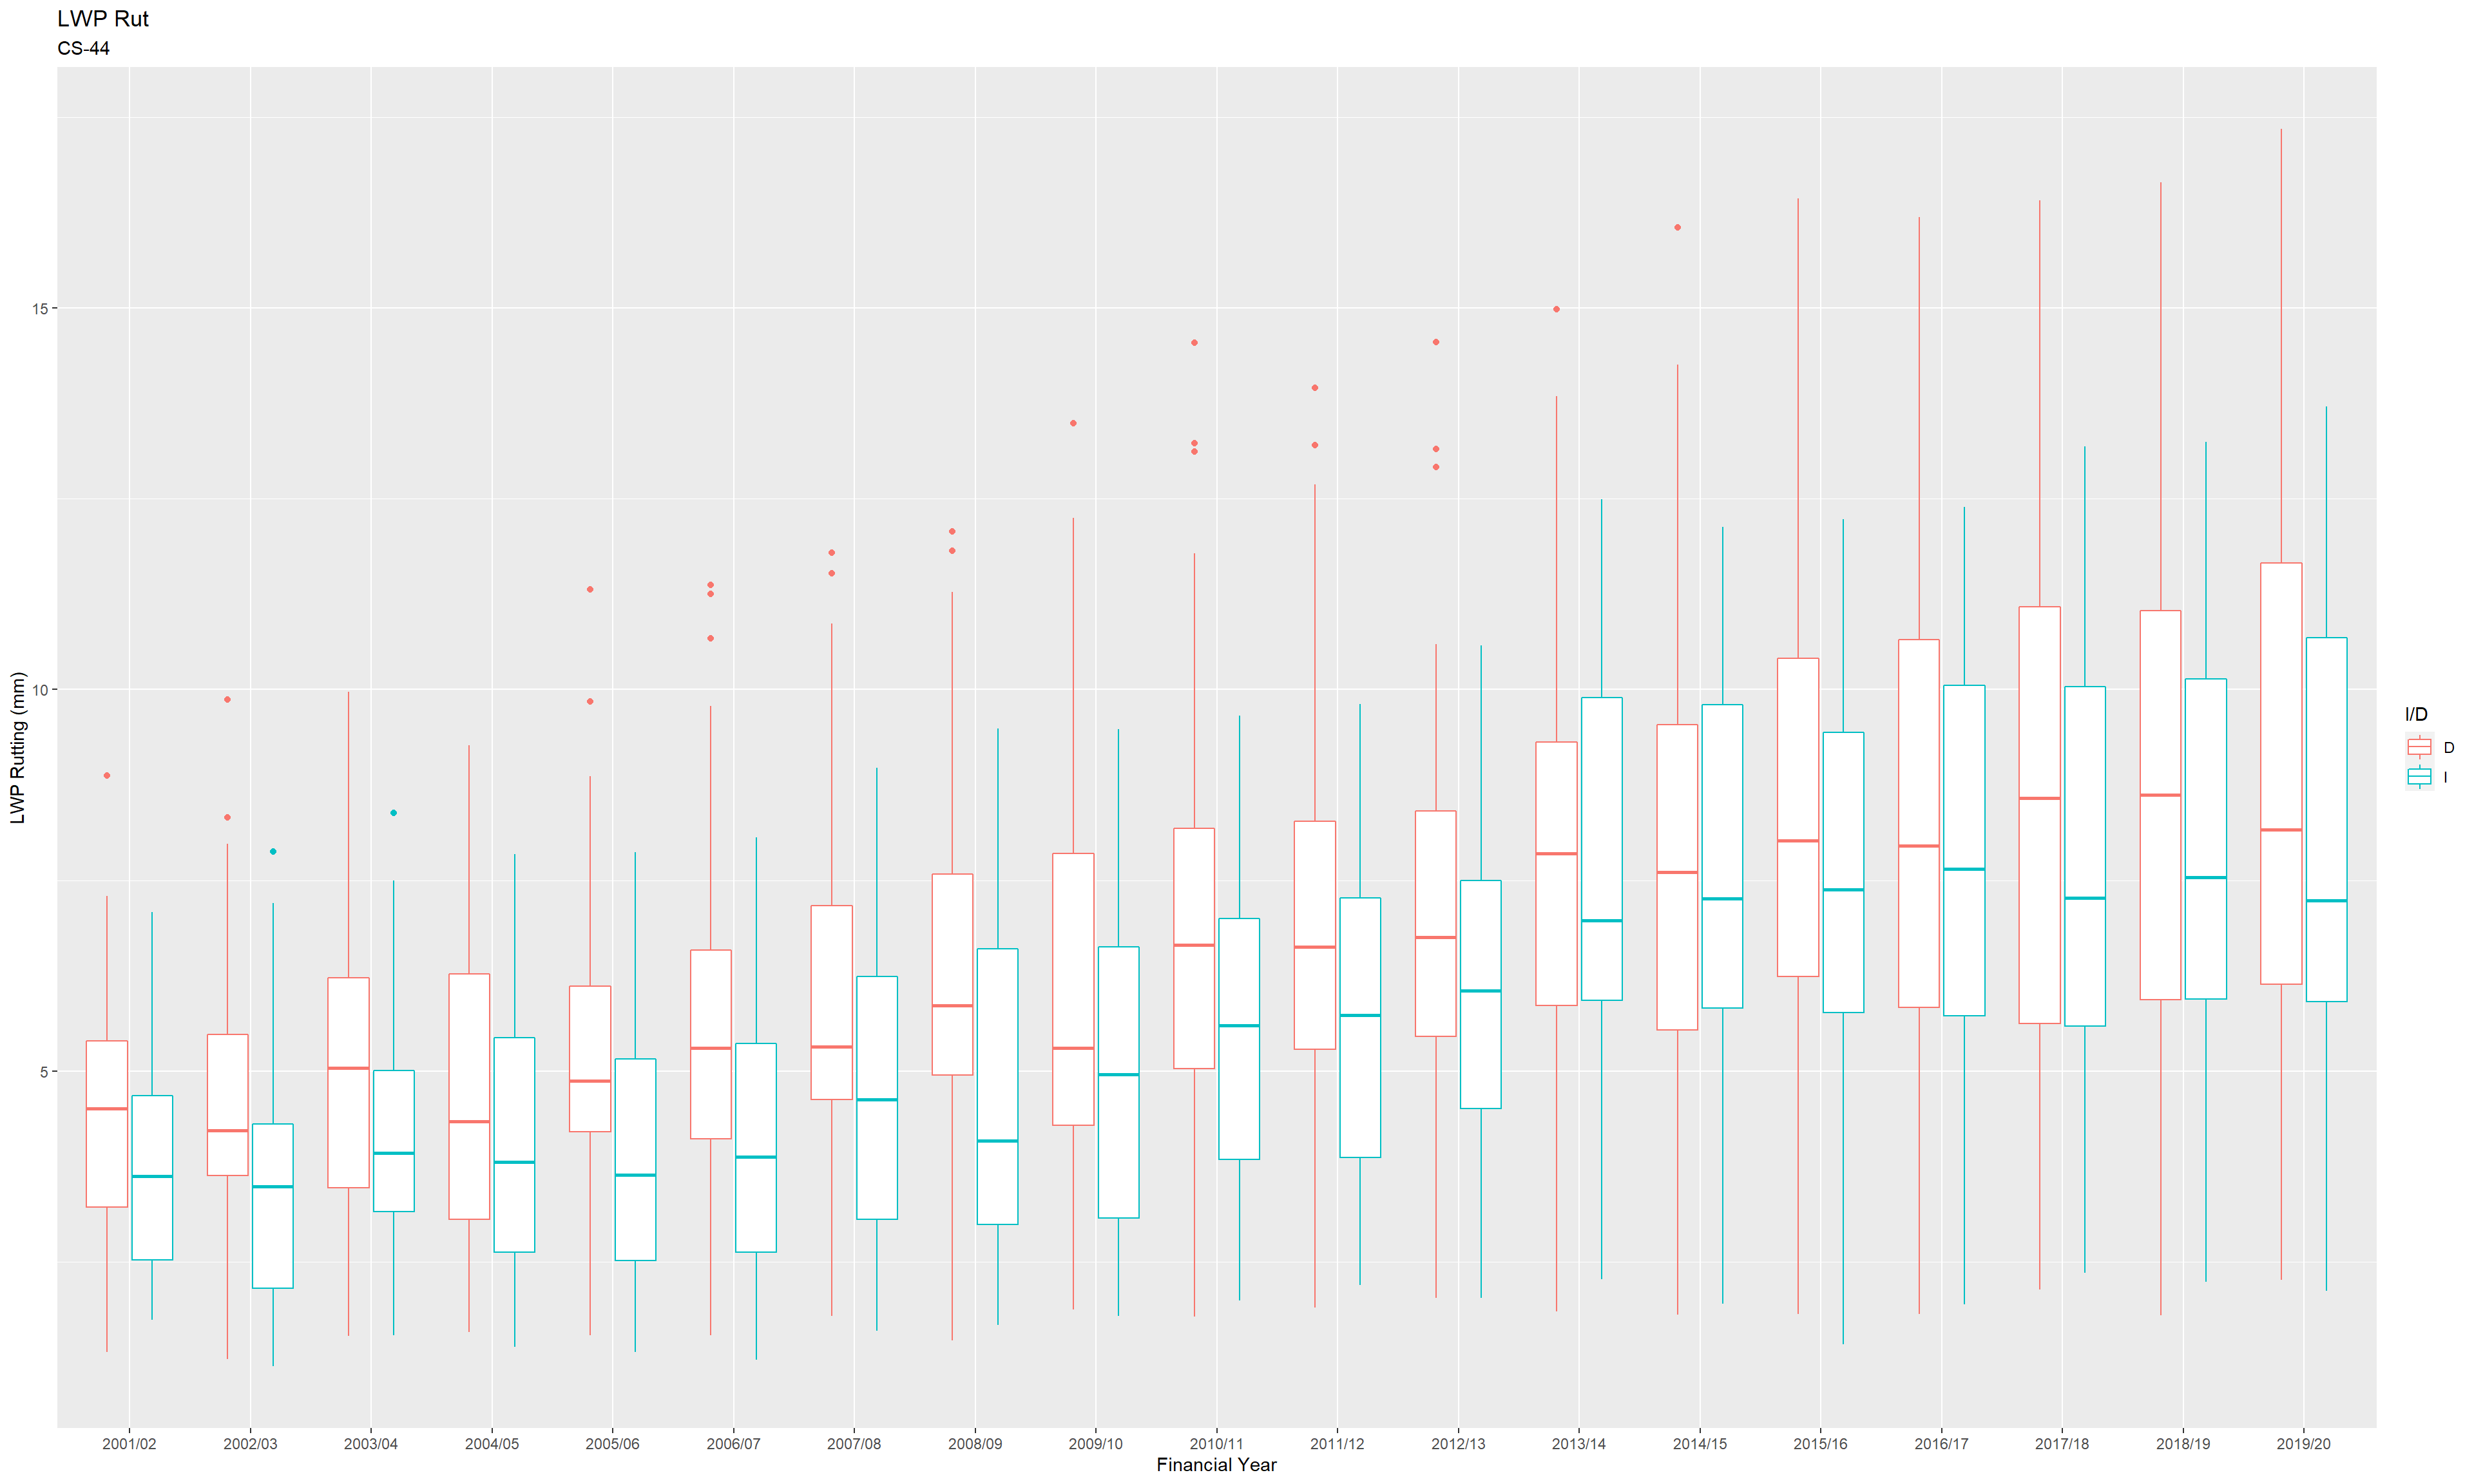 LWP Rut
CS-44
LWP Rutting (mm)
15
10
5
2001/02 2002/03 2003/04 2004/05 2005/06 2006/07 2007/08 2008/09 2009/10 2010/11 2011/12 2012/13 2013/14 2014/15 2015/16 2016/17 2017/18 2018/19 2019/20
Financial Year
I/D
D
I